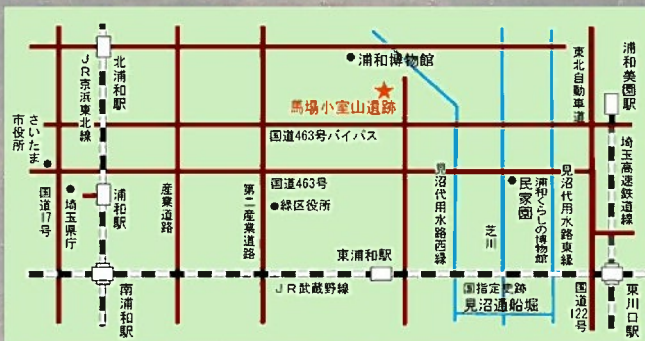 浦和博物館
馬場小室山遺跡
国道463号バイパス
国道463号
北浦和駅
JR京浜東北線
さいたま
市役所
国道17号
埼玉県庁
浦和駅
産業道路
第二産業道路
緑区役所
東浦和駅
JR武蔵野線
南浦和駅
見沼代用水路西縁
芝川
民家園
浦和くらしの博物館
見沼代用水路東縁
国指定史跡
見沼通船堀
東北自動車道
浦和美園駅
埼玉高速鉄道線
国道122号
東川口駅